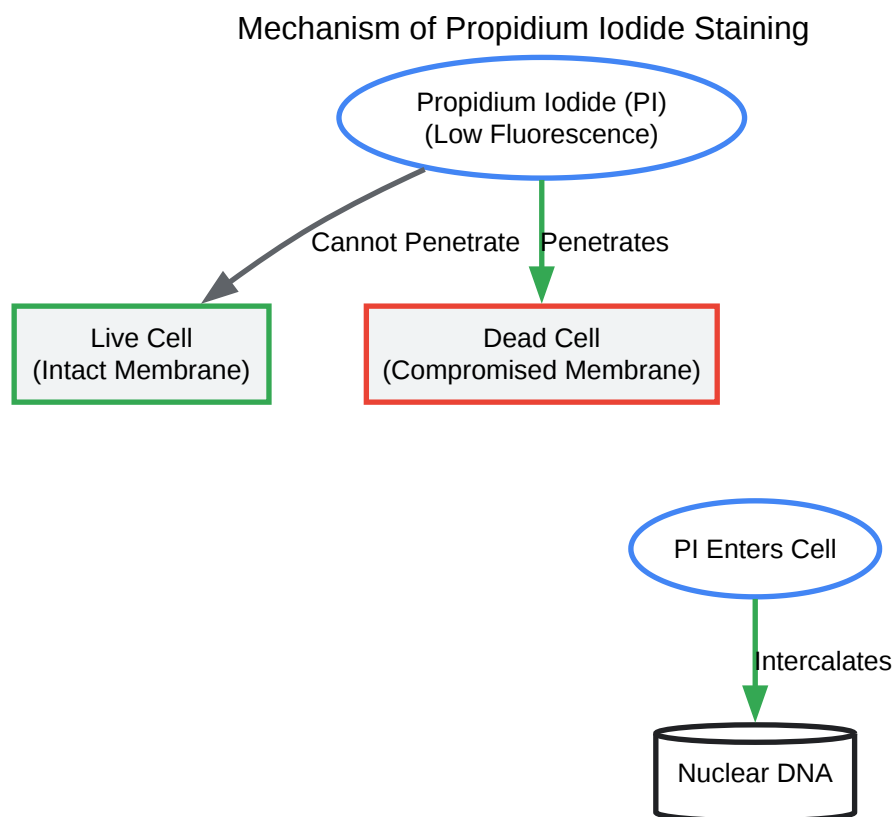 Mechanism of Propidium Iodide Staining
Propidium Iodide (PI)
(Low Fluorescence)
Cannot Penetrate
Penetrates
Live Cell
(Intact Membrane)
Dead Cell
(Compromised Membrane)
PI Enters Cell
Intercalates
Nuclear DNA